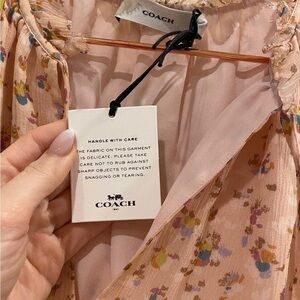 COACH
HANDLE WITH CARE
THE FABRIC ON THIS GARMENT
IS DELICATE. PLEASE TAKE
CARE NOT TO RUB AGAINST
SHARP OBJECTS TO PREVENT
SNAGGING OR TEARING.
COACH